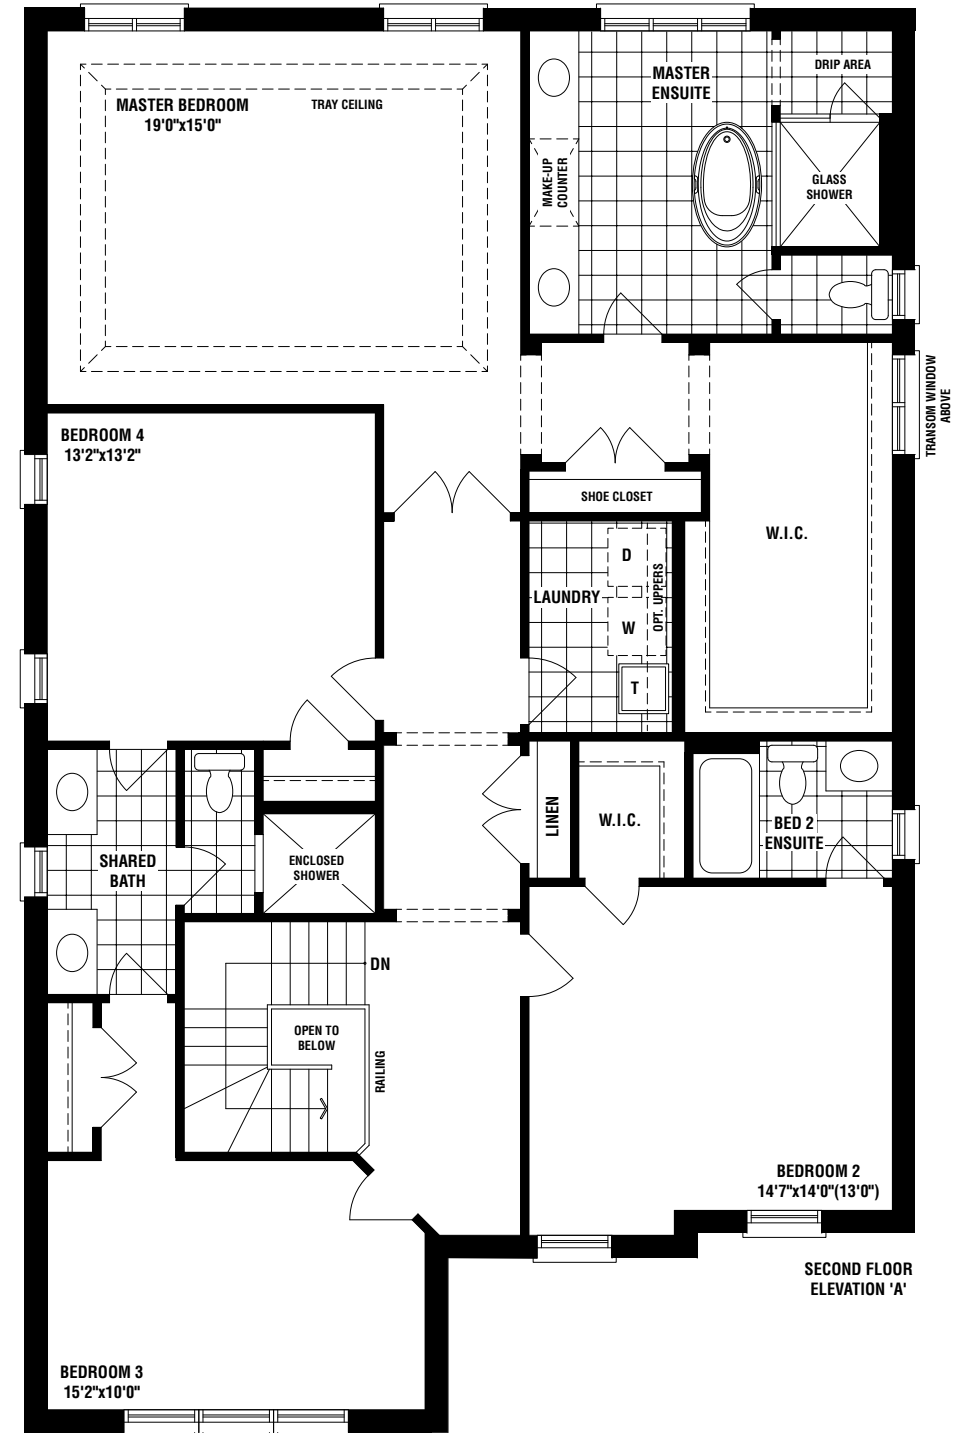 MASTER BEDROOM
19'0"x15'0"
TRAY CEILING
MASTER
ENSUITE
DRIP AREA
MAKE-UP
COUNTER
GLASS
SHOWER
TRANSOM WINDOW
ABOVE
BEDROOM 4
13'2"x13'2"
SHOE CLOSET
W.I.C.
D
LAUNDRY
OPT. UPPERS
W
T
SHARED
BATH
ENCLOSED
SHOWER
LINEN
W.I.C.
BED 2
ENSUITE
DN
OPEN TO
BELOW
RAILING
BEDROOM 2
14'7"x14'0"(13'0")
SECOND FLOOR
ELEVATION 'A'
BEDROOM 3
15'2"x10'0"